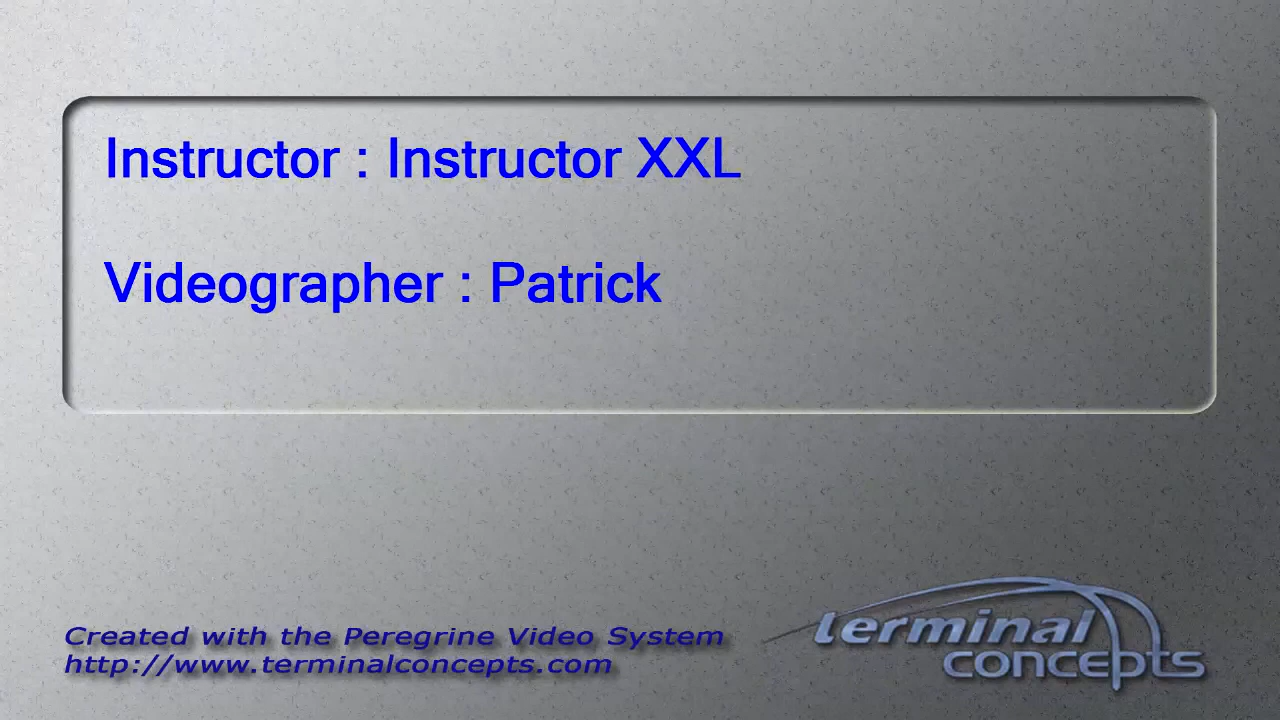 Instructor : Instructor XXL
Videographer : Patrick
Created with the Peregrine Video System
http://www.terminalconcepts.com
terminal
concepts